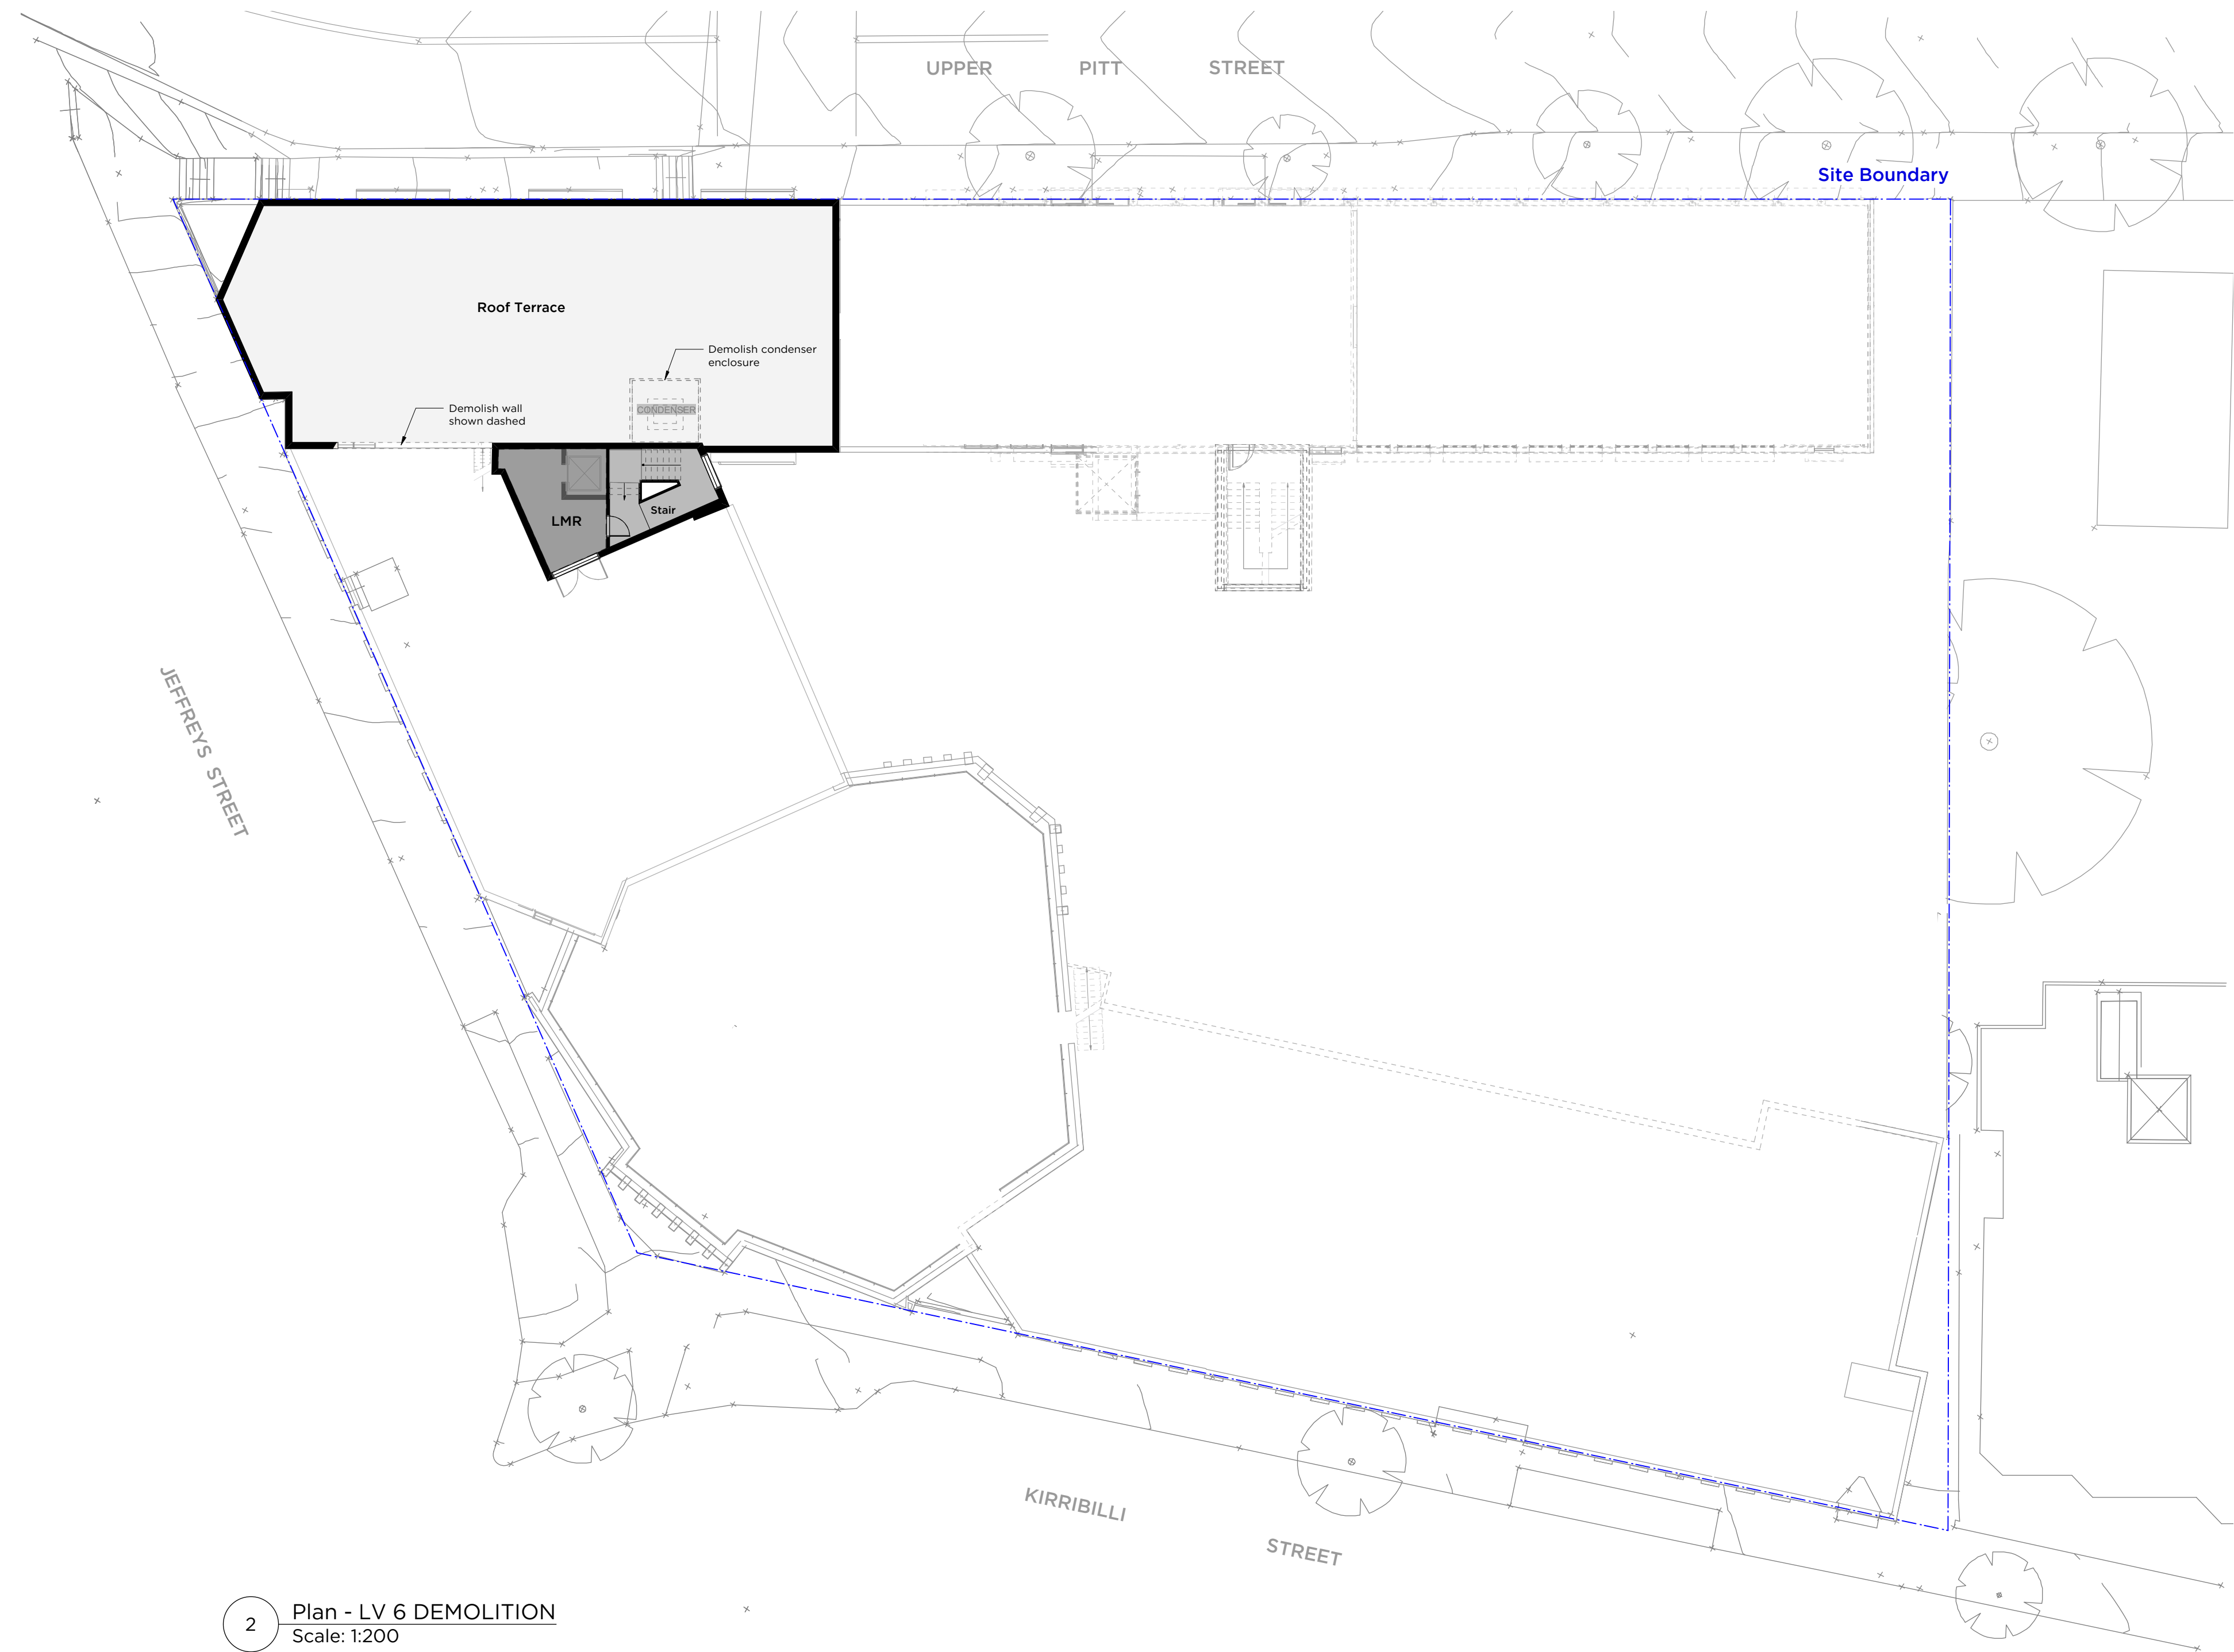 UPPER PITT STREET
Site Boundary
Roof Terrace
Demolish condenser
enclosure
CONDENSER
Demolish wall
shown dashed
LMR
Stair
JEFFREYS STREET
KIRRIBILLI STREET
2
Plan - LV 6 DEMOLITION
Scale: 1:200